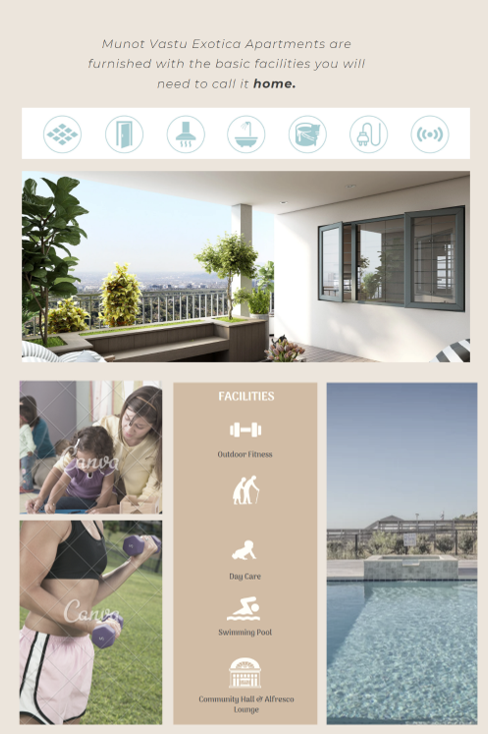 Munot Vastu Exotica Apartments are
furnished with the basic facilities you will
need to call it home.
FACILITIES
Outdoor Fitness
Day Care
Swimming Pool
Community Hall & Alfresco
Lounge
Canva
Canva